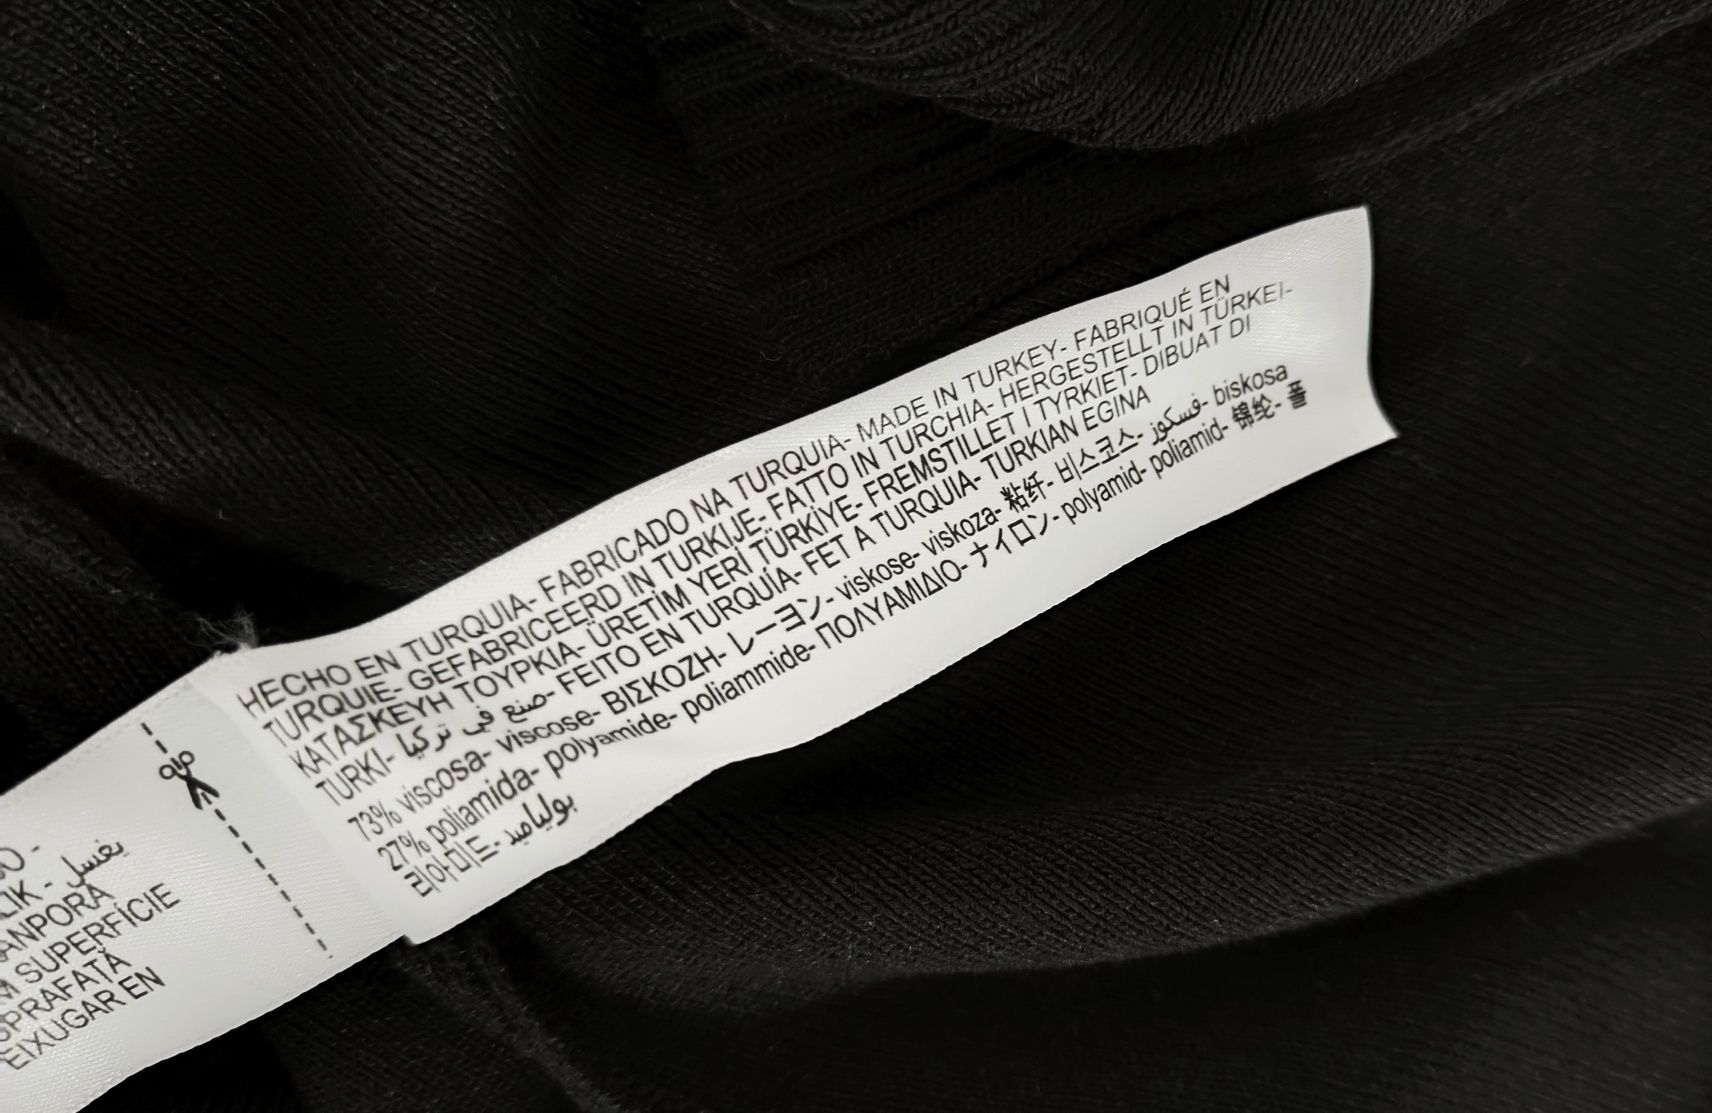 HECHO EN TURQUIA- FABRICADO NA TURQUIA- MADE IN TURKEY- FABRIQUÉ EN
TURQUIE- GEFABRICEERD IN TURKIJE- FATTO IN TURCHIA- HERGESTELLT IN TÜRKEI-
ΚΑΤΑΣΚΕΥΗ ΤΟΥΡΚΙΑ- ÜRETİM YERİ TÜRKİYE- FREMSTILLET I TYRKIET- DIBUAT DI
TURKI- صنع في تركيا- FEITO EN TURQUÍA- FET A TURQUIA- TURKIAN EGINA
73% viscosa- viscose- ΒΙΣΚΟΖΗ- レーヨン- viskose- viskoza- 粘纤- 비스코스- فسكوز- biskosa
27% poliamida- polyamide- poliammide- ΠΟΛΥΑΜΙΔΙΟ- ナイロン- polyamid- poliamid- 锦纶- 폴
리아미드- بولياميد
يغسل -
SUPERFÍCIE
EN